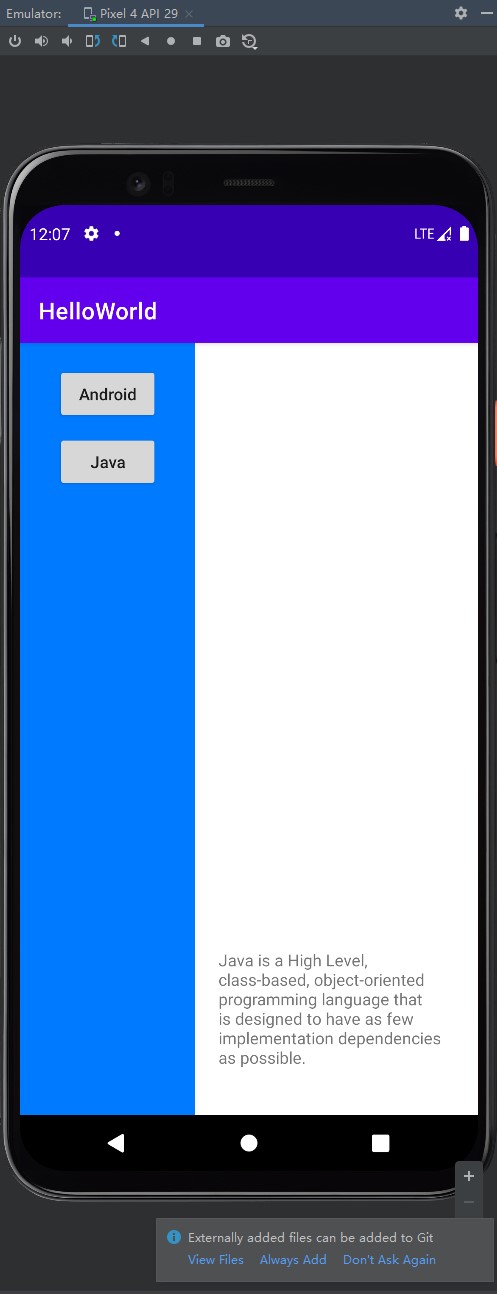 Emulator: Pixel 4 API 29
12:07 LTE
HelloWorld
Android
Java
Java is a High Level,
class-based, object-oriented
programming language that
is designed to have as few
implementation dependencies
as possible.
Externally added files can be added to Git
View Files Always Add Don't Ask Again